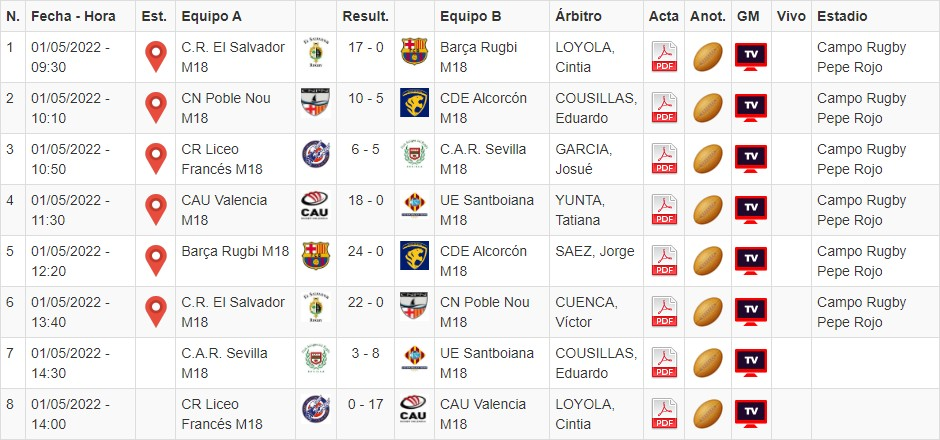 N. Fecha - Hora Est. Equipo A Result. Equipo B Árbitro Acta Anot. GM Vivo Estadio
1 01/05/2022 - C.R. El Salvador 17 - 0 Barça Rugbi LOYOLA, Campo Rugby
09:30 M18 M18 Cintia PDF TV Pepe Rojo
2 01/05/2022 - CN Poble Nou 10 - 5 CDE Alcorcón COUSILLAS, Campo Rugby
10:10 M18 M18 Eduardo PDF TV Pepe Rojo
3 01/05/2022 - CR Liceo 6 - 5 C.A.R. Sevilla GARCIA, Campo Rugby
10:50 Francés M18 M18 Josué PDF TV Pepe Rojo
4 01/05/2022 - CAU Valencia 18 - 0 UE Santboiana YUNTA, Campo Rugby
11:30 M18 CAU M18 Tatiana PDF TV Pepe Rojo
5 01/05/2022 - Barça Rugbi M18 24 - 0 CDE Alcorcón SAEZ, Jorge Campo Rugby
12:20 M18 PDF TV Pepe Rojo
6 01/05/2022 - C.R. El Salvador 22 - 0 CN Poble Nou CUENCA, Campo Rugby
13:40 M18 M18 Víctor PDF TV Pepe Rojo
7 01/05/2022 - C.A.R. Sevilla 3 - 8 UE Santboiana COUSILLAS,
14:30 M18 M18 Eduardo PDF TV
8 01/05/2022 - CR Liceo 0 - 17 CAU Valencia LOYOLA,
14:00 Francés M18 CAU M18 Cintia PDF TV